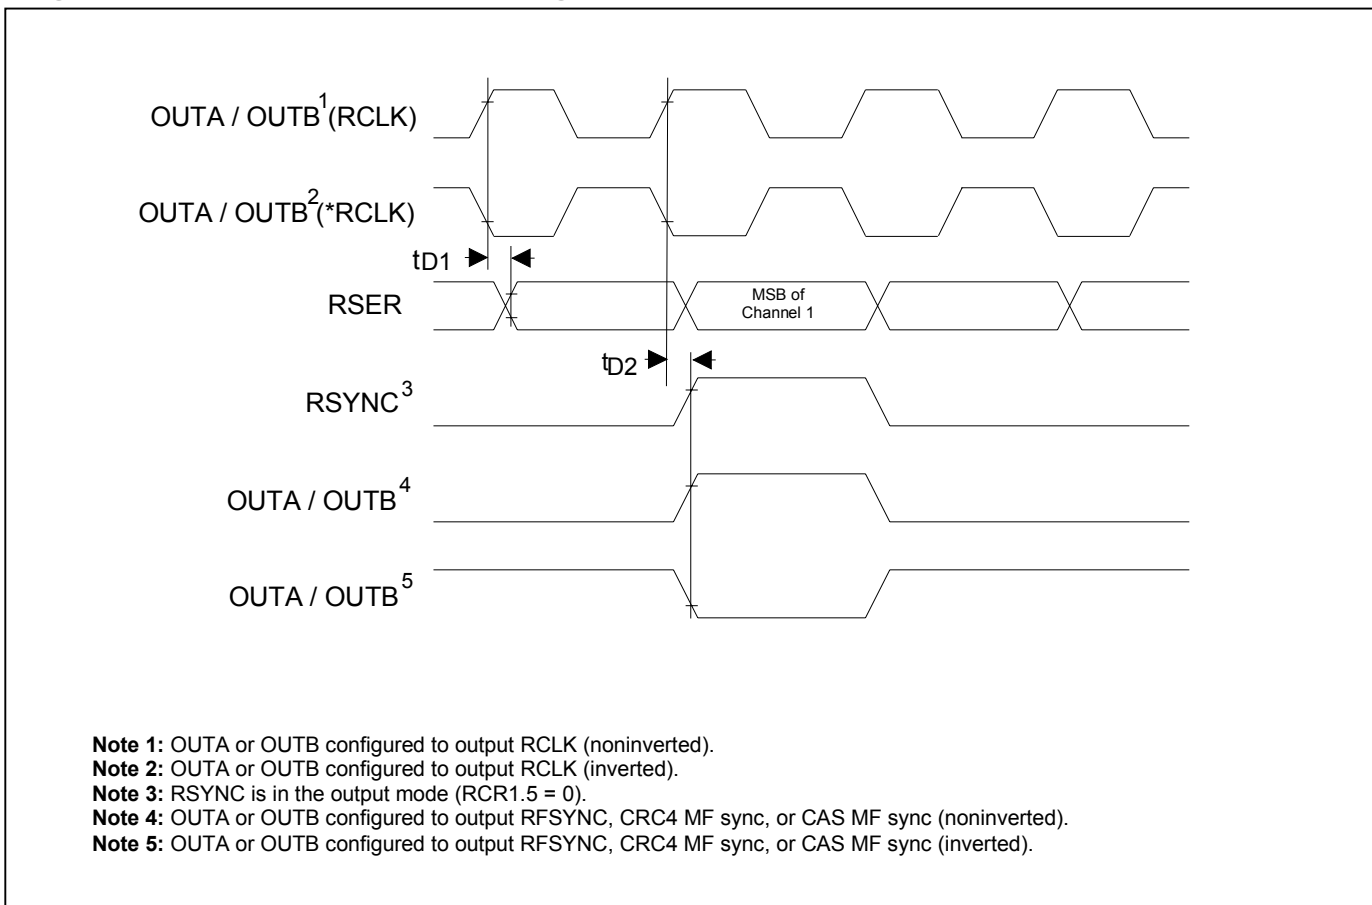 OUTA / OUTB1(RCLK)
OUTA / OUTB2(*RCLK)
tD1
RSER
MSB of
Channel 1
tD2
RSYNC3
OUTA / OUTB4
OUTA / OUTB5
Note 1: OUTA or OUTB configured to output RCLK (noninverted).
Note 2: OUTA or OUTB configured to output RCLK (inverted).
Note 3: RSYNC is in the output mode (RCR1.5 = 0).
Note 4: OUTA or OUTB configured to output RFSYNC, CRC4 MF sync, or CAS MF sync (noninverted).
Note 5: OUTA or OUTB configured to output RFSYNC, CRC4 MF sync, or CAS MF sync (inverted).